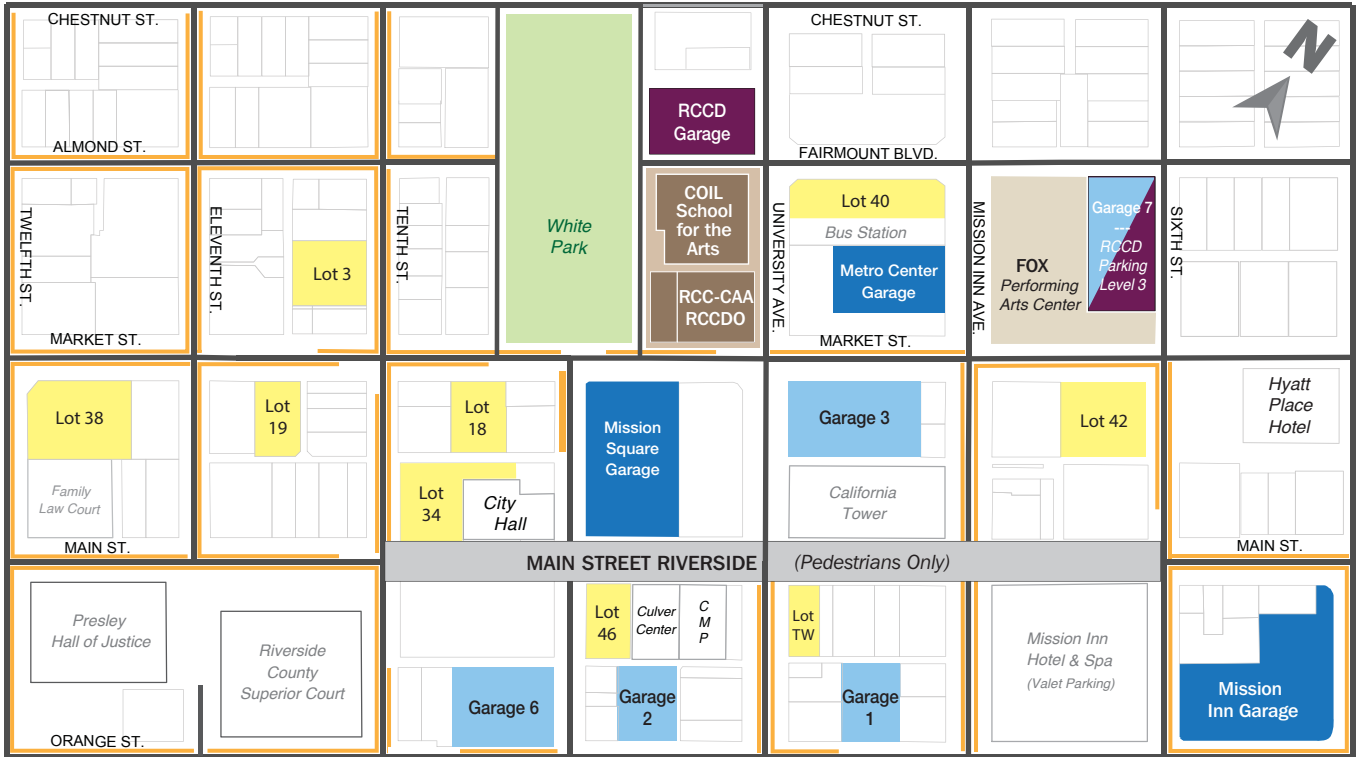 CHESTNUT ST.
CHESTNUT ST.
N
RCCD
Garage
ALMOND ST.
FAIRMOUNT BLVD.
TWELFTH ST.
ELEVENTH ST.
Lot 3
TENTH ST.
White
Park
COIL
School
for the
Arts
RCC-CAA
RCCDO
UNIVERSITY AVE.
Lot 40
Bus Station
Metro Center
Garage
MISSION INN AVE.
FOX
Performing
Arts Center
Garage 7
---
RCCD
Parking
Level 3
SIXTH ST.
MARKET ST.
MARKET ST.
Lot 38
Family
Law Court
Lot
19
Lot
18
Lot
34
City
Hall
Mission
Square
Garage
Garage 3
California
Tower
Lot 42
Hyatt
Place
Hotel
MAIN ST.
MAIN ST.
MAIN STREET RIVERSIDE (Pedestrians Only)
Presley
Hall of Justice
Riverside
County
Superior Court
Lot
46
Culver
Center
C
M
P
Lot
TW
Mission Inn
Hotel & Spa
(Valet Parking)
Garage 6
Garage
2
Garage
1
Mission
Inn Garage
ORANGE ST.